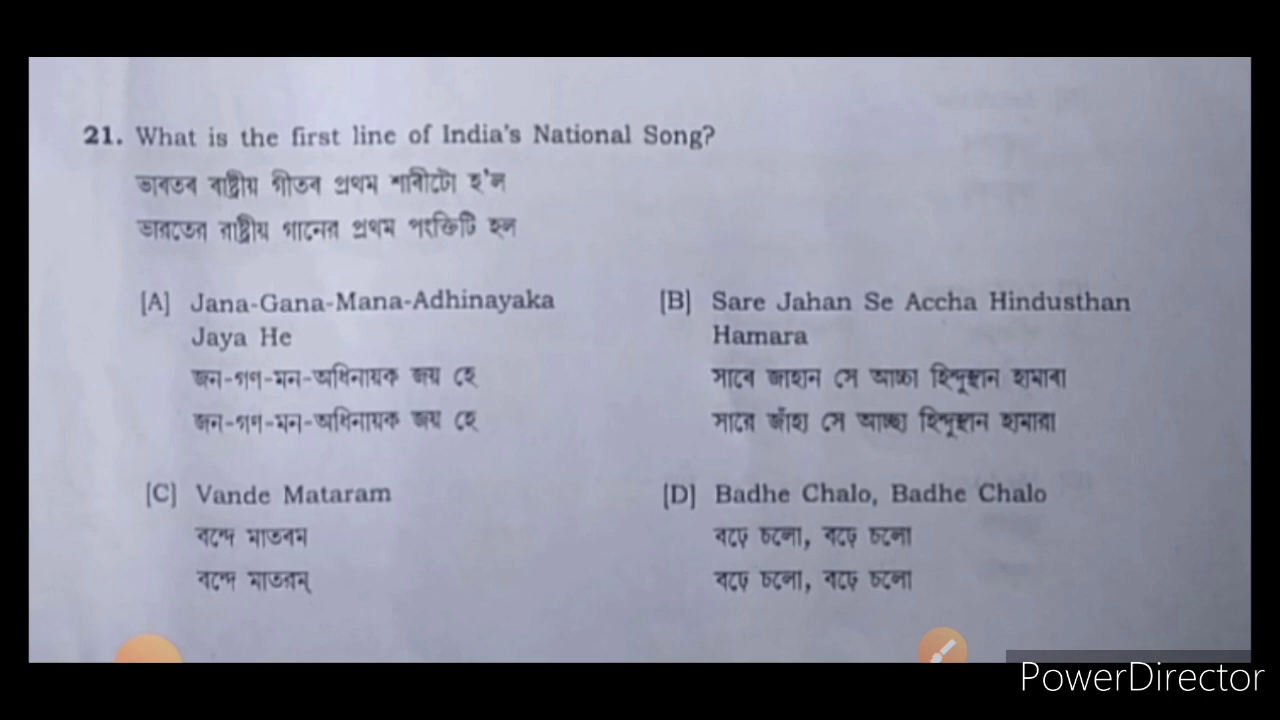 21. What is the first line of India's National Song?
ভাৰতৰ ৰাষ্ট্ৰীয় গীতৰ প্ৰথম শাৰীটো হ'ল
ভারতের রাষ্ট্রীয় গানের প্রথম পংক্তিটি হল
[A] Jana-Gana-Mana-Adhinayaka
Jaya He
জন-গণ-মন-অধিনায়ক জয় হে
জন-গণ-মন-অধিনায়ক জয় হে
[B] Sare Jahan Se Accha Hindusthan
Hamara
সাৰে জাহান সে আচ্ছা হিন্দুস্থান হামাৰা
সারে জাঁহা সে আচ্ছা হিন্দুস্থান হামারা
[C] Vande Mataram
বন্দে মাতৰম
বন্দে মাতরম্
[D] Badhe Chalo, Badhe Chalo
বঢ়ে চলো, বঢ়ে চলো
বঢ়ে চলো, বঢ়ে চলো
PowerDirector